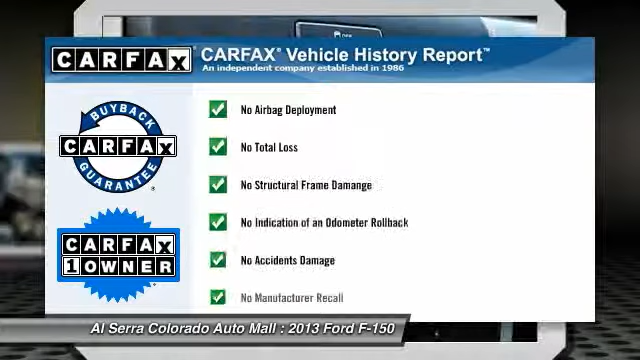 CARFAX
CARFAX® Vehicle History Report™
An independent company established in 1986
BUYBACK
CARFAX
GUARANTEE
®
CARFAX
1 OWNER
No Airbag Deployment
No Total Loss
No Structural Frame Damange
No Indication of an Odometer Rollback
No Accidents Damage
No Manufacturer Recall
Al Serra Colorado Auto Mall : 2013 Ford F-150